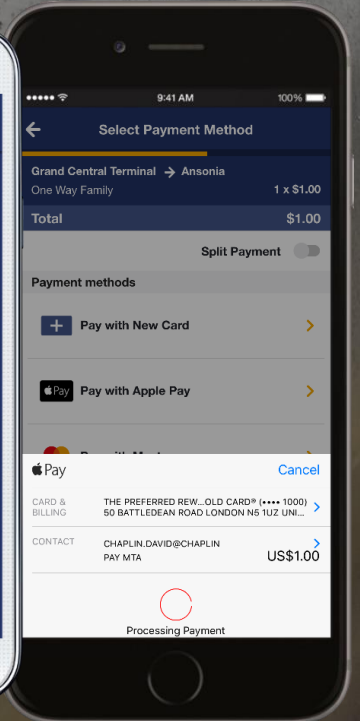 9:41 AM
100%
Select Payment Method
Grand Central Terminal → Ansonia
One Way Family
1 x $1.00
Total
$1.00
Split Payment
Payment methods
Pay with New Card
Pay
Pay with Apple Pay
Pay
Cancel
CARD &
BILLING
THE PREFERRED REW...OLD CARD® (•••• 1000)
50 BATTLEDEAN ROAD LONDON N5 1UZ UNI...
CONTACT
CHAPLIN.DAVID@CHAPLIN
PAY MTA
US$1.00
Processing Payment